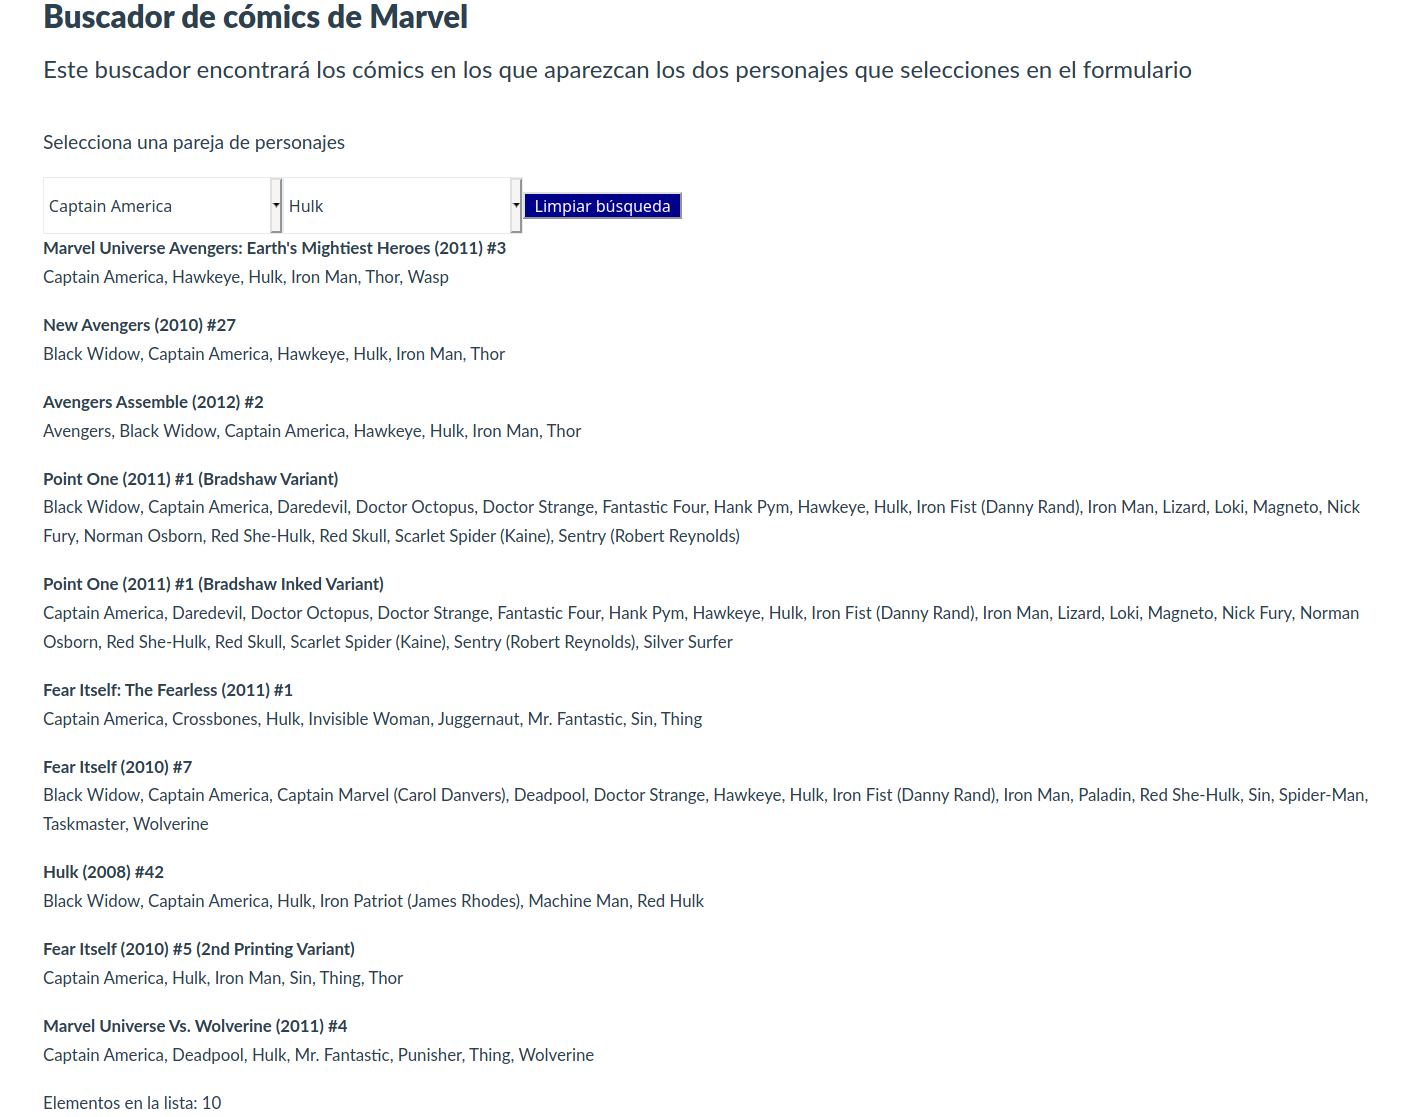 Buscador de cómics de Marvel
Este buscador encontrará los cómics en los que aparezcan los dos personajes que selecciones en el formulario
Selecciona una pareja de personajes
Captain America Hulk Limpiar búsqueda
Marvel Universe Avengers: Earth's Mightiest Heroes (2011) #3
Captain America, Hawkeye, Hulk, Iron Man, Thor, Wasp
New Avengers (2010) #27
Black Widow, Captain America, Hawkeye, Hulk, Iron Man, Thor
Avengers Assemble (2012) #2
Avengers, Black Widow, Captain America, Hawkeye, Hulk, Iron Man, Thor
Point One (2011) #1 (Bradshaw Variant)
Black Widow, Captain America, Daredevil, Doctor Octopus, Doctor Strange, Fantastic Four, Hank Pym, Hawkeye, Hulk, Iron Fist (Danny Rand), Iron Man, Lizard, Loki, Magneto, Nick
Fury, Norman Osborn, Red She-Hulk, Red Skull, Scarlet Spider (Kaine), Sentry (Robert Reynolds)
Point One (2011) #1 (Bradshaw Inked Variant)
Captain America, Daredevil, Doctor Octopus, Doctor Strange, Fantastic Four, Hank Pym, Hawkeye, Hulk, Iron Fist (Danny Rand), Iron Man, Lizard, Loki, Magneto, Nick Fury, Norman
Osborn, Red She-Hulk, Red Skull, Scarlet Spider (Kaine), Sentry (Robert Reynolds), Silver Surfer
Fear Itself: The Fearless (2011) #1
Captain America, Crossbones, Hulk, Invisible Woman, Juggernaut, Mr. Fantastic, Sin, Thing
Fear Itself (2010) #7
Black Widow, Captain America, Captain Marvel (Carol Danvers), Deadpool, Doctor Strange, Hawkeye, Hulk, Iron Fist (Danny Rand), Iron Man, Paladin, Red She-Hulk, Sin, Spider-Man,
Taskmaster, Wolverine
Hulk (2008) #42
Black Widow, Captain America, Hulk, Iron Patriot (James Rhodes), Machine Man, Red Hulk
Fear Itself (2010) #5 (2nd Printing Variant)
Captain America, Hulk, Iron Man, Sin, Thing, Thor
Marvel Universe Vs. Wolverine (2011) #4
Captain America, Deadpool, Hulk, Mr. Fantastic, Punisher, Thing, Wolverine
Elementos en la lista: 10